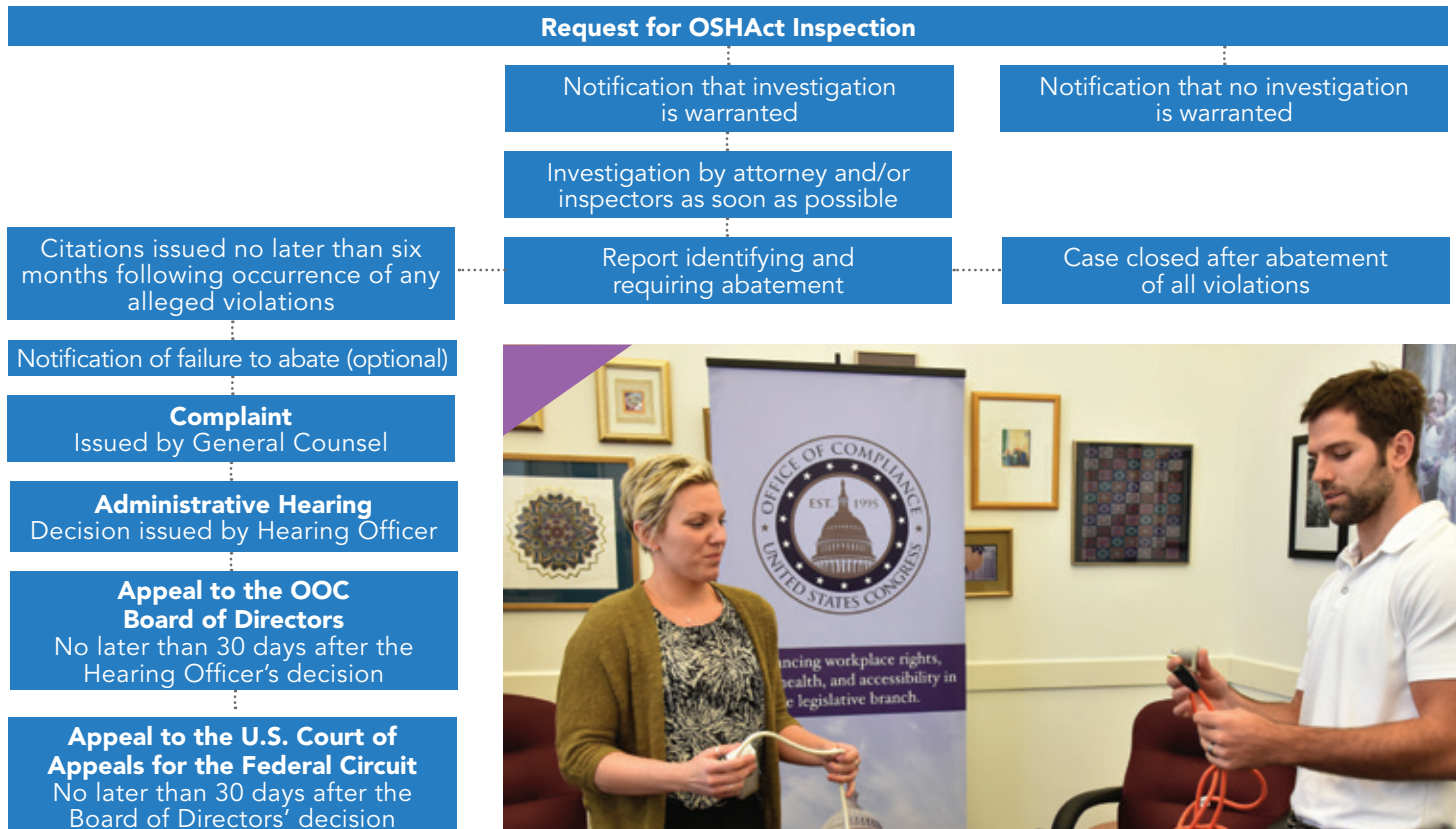 Request for OSHAct Inspection
Notification that investigation
is warranted
Notification that no investigation
is warranted
Investigation by attorney and/or
inspectors as soon as possible
Citations issued no later than six
months following occurrence of any
alleged violations
Report identifying and
requiring abatement
Case closed after abatement
of all violations
Notification of failure to abate (optional)
Complaint
Issued by General Counsel
Administrative Hearing
Decision issued by Hearing Officer
Appeal to the OOC
Board of Directors
No later than 30 days after the
Hearing Officer’s decision
Appeal to the U.S. Court of
Appeals for the Federal Circuit
No later than 30 days after the
Board of Directors’ decision
OFFICE OF COMPLIANCE
EST. 1995
UNITED STATES CONGRESS
ncing workplace rights,
health, and accessibility in
e legislative branch.